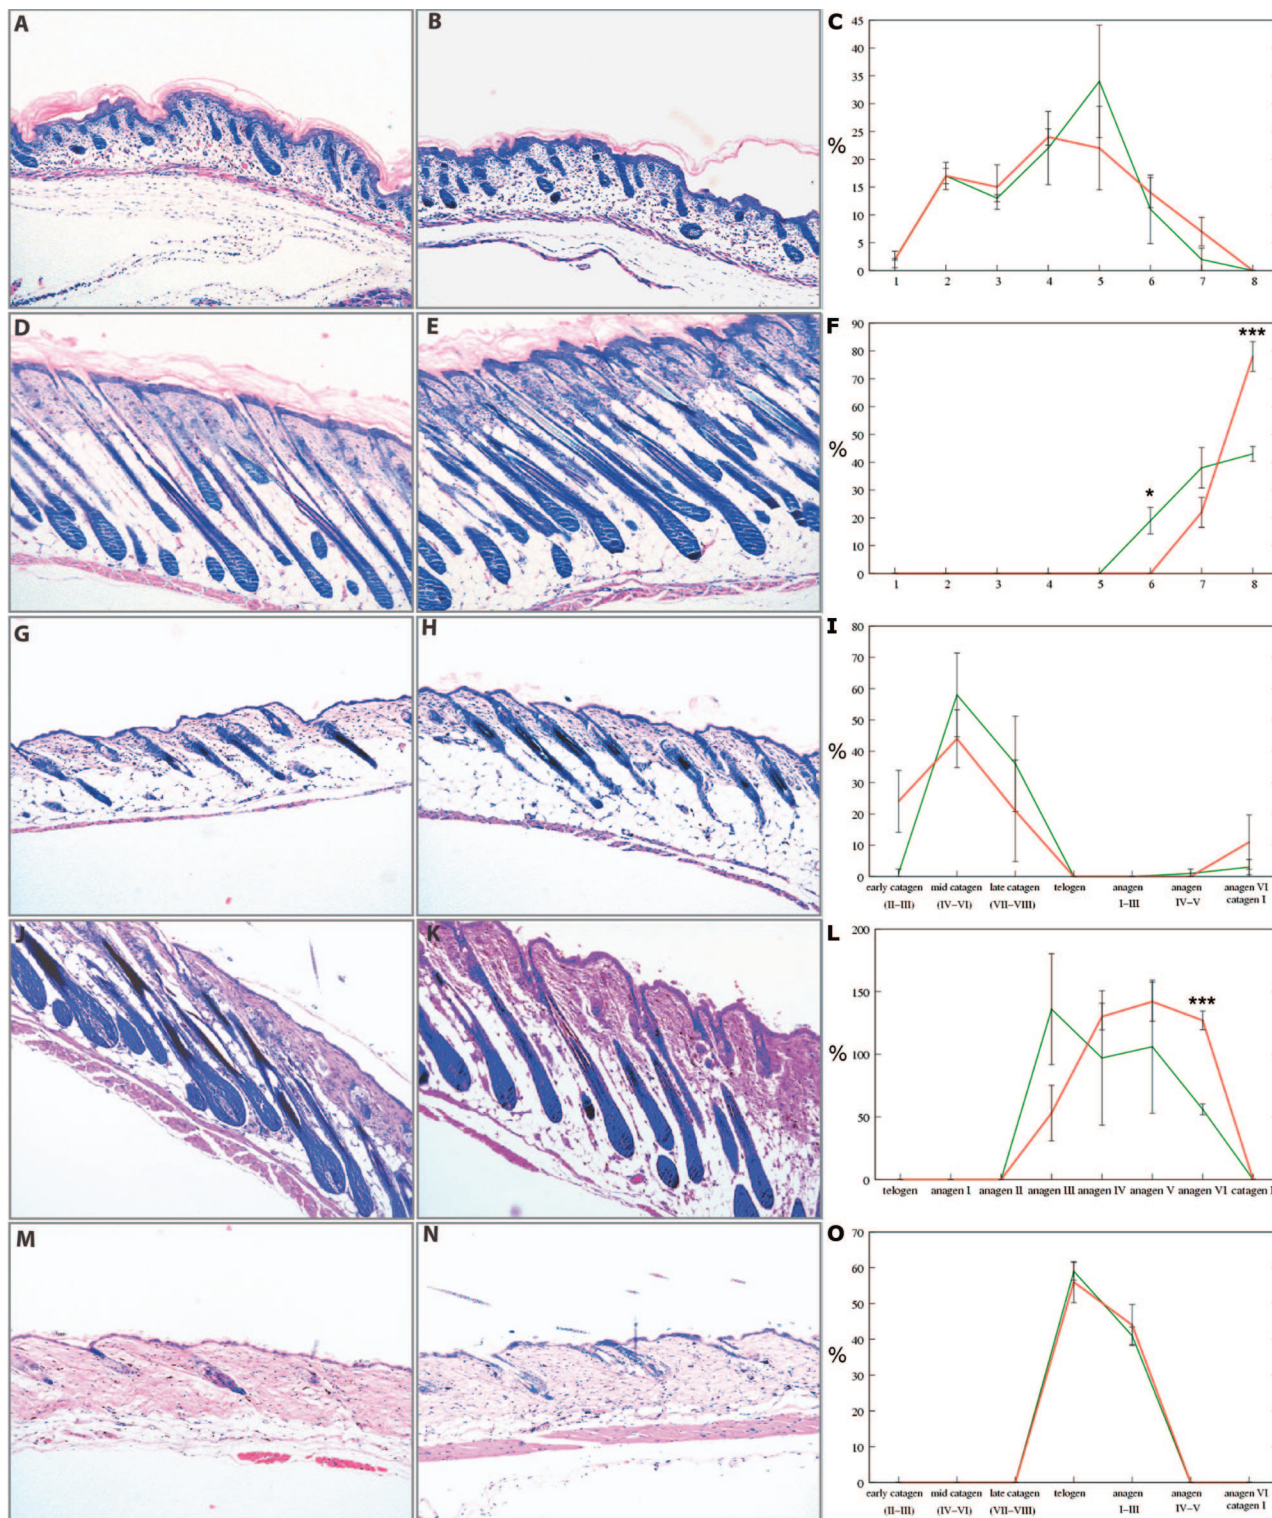 A
B
C
45
40
35
30
25
%
20
15
10
5
0
1 2 3 4 5 6 7 8
D
E
F
90
***
80
70
60
50
%
40
*
30
20
10
0
1 2 3 4 5 6 7 8
G
H
I
80
70
60
50
%
40
30
20
10
0
early catagen mid catagen late catagen telogen anagen anagen anagen VI
(II–III) (IV–VI) (VII–VIII) I–III IV–V catagen I
J
K
L
200
150
***
%
100
50
0
telogen anagen I anagen II anagen III anagen IV anagen V anagen VI catagen I
M
N
O
70
60
50
%
40
30
20
10
0
early catagen mid catagen late catagen telogen anagen anagen anagen VI
(II–III) (IV–VI) (VII–VIII) I–III IV–V catagen I